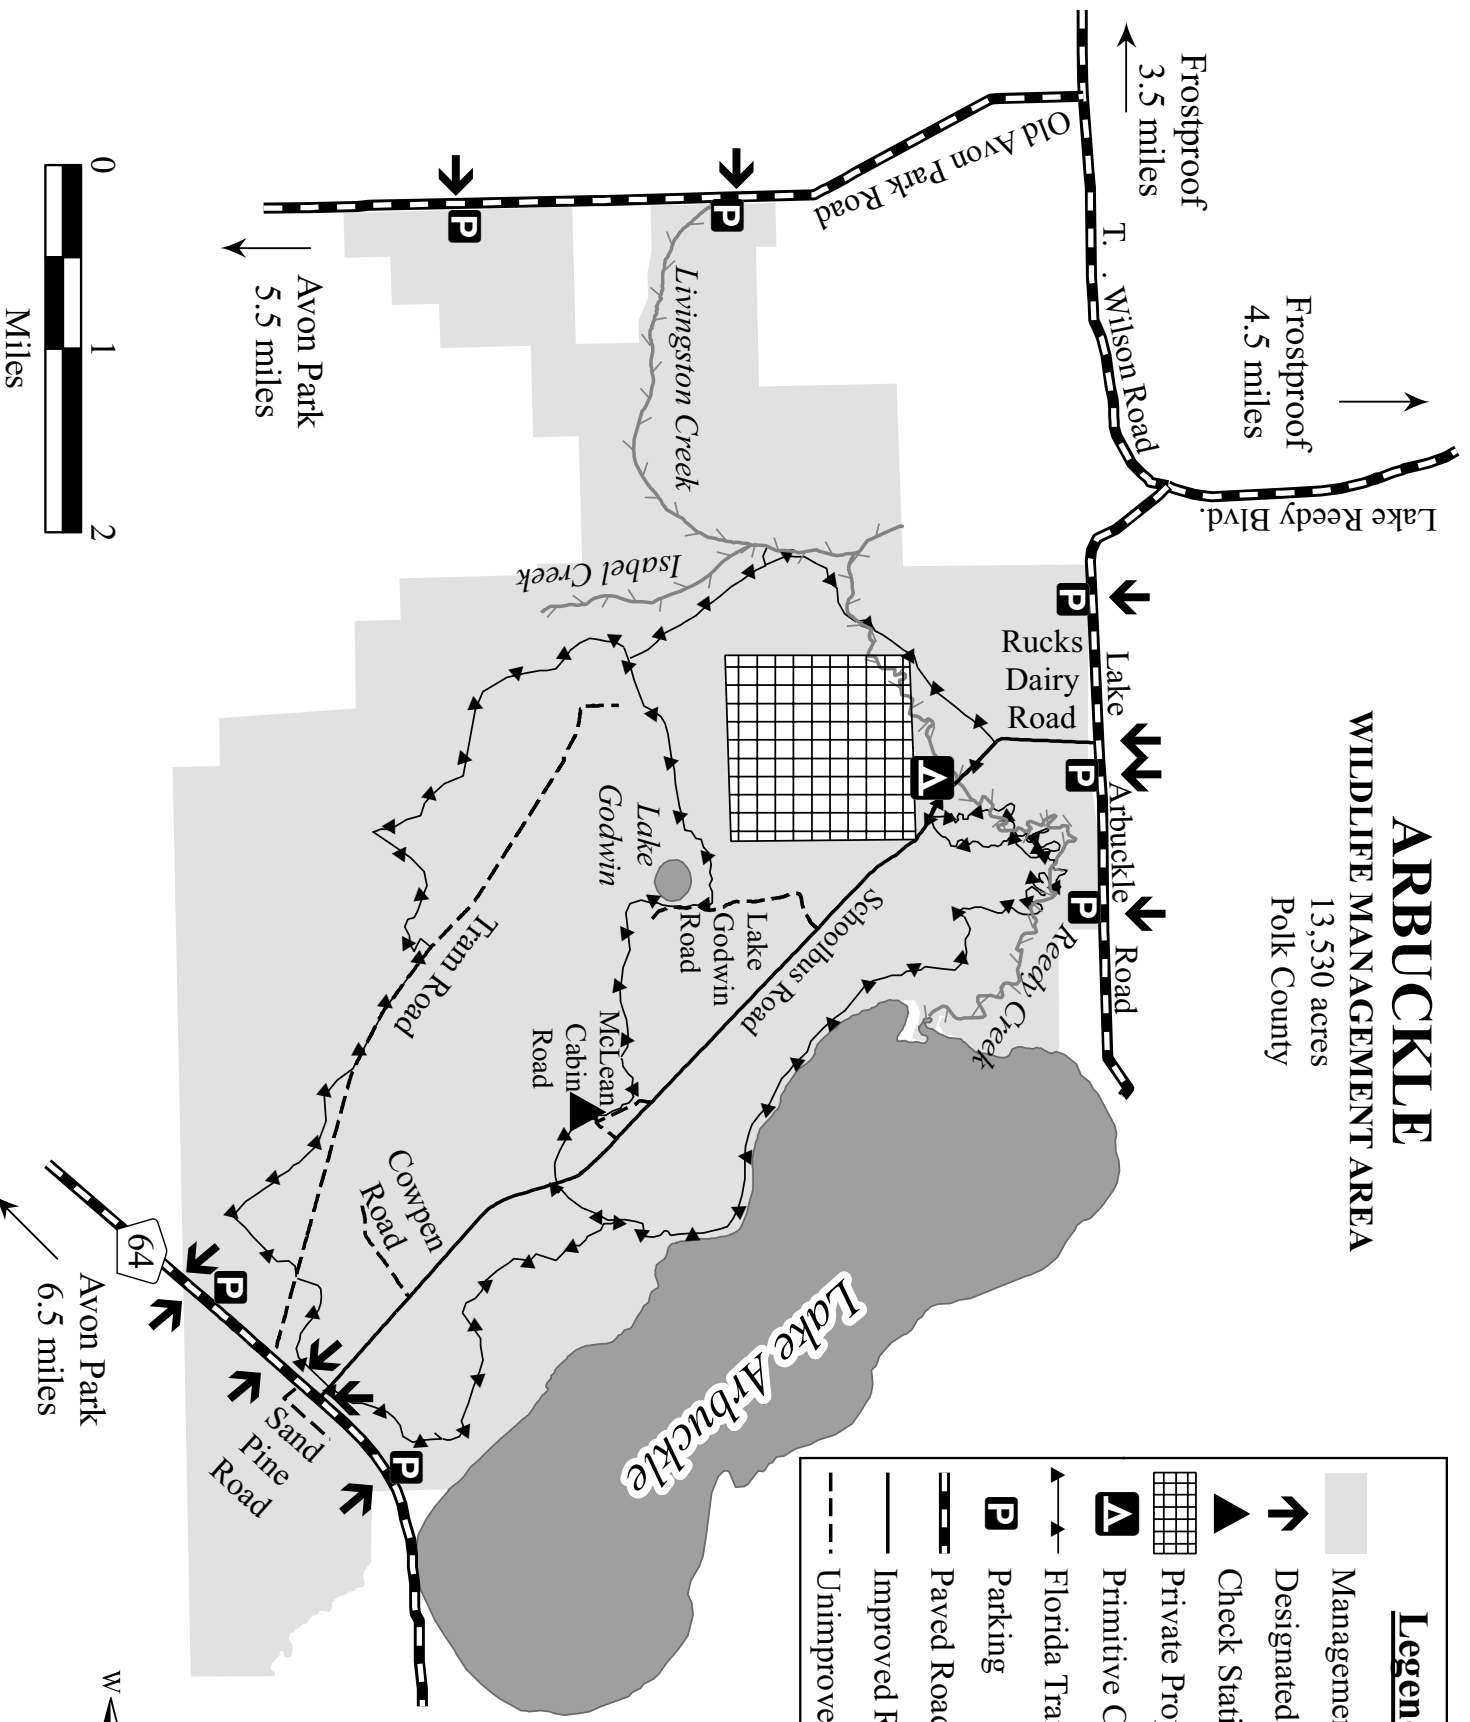 ARBUCKLE
WILDLIFE MANAGEMENT AREA
13,530 acres
Polk County
Frostproof
3.5 miles
Frostproof
4.5 miles
T. . Wilson Road
Old Avon Park Road
Lake Reedy Blvd.
Lake Arbuckle Road
Rucks
Dairy
Road
P
P
P
P
P
Livingston Creek
Isabel Creek
Reedy Creek
Lake
Godwin
Lake
Godwin
Road
Schoolbus Road
Tram Road
McLean
Cabin
Road
Cowpen
Road
Lake Arbuckle
Sand
Pine
Road
P
P
64
Avon Park
5.5 miles
Avon Park
6.5 miles
0 1 2
Miles
W
Legen
Managemen
Designated
Check Stati
Private Pro
Primitive C
Florida Tra
P Parking
Paved Road
Improved R
Unimprove